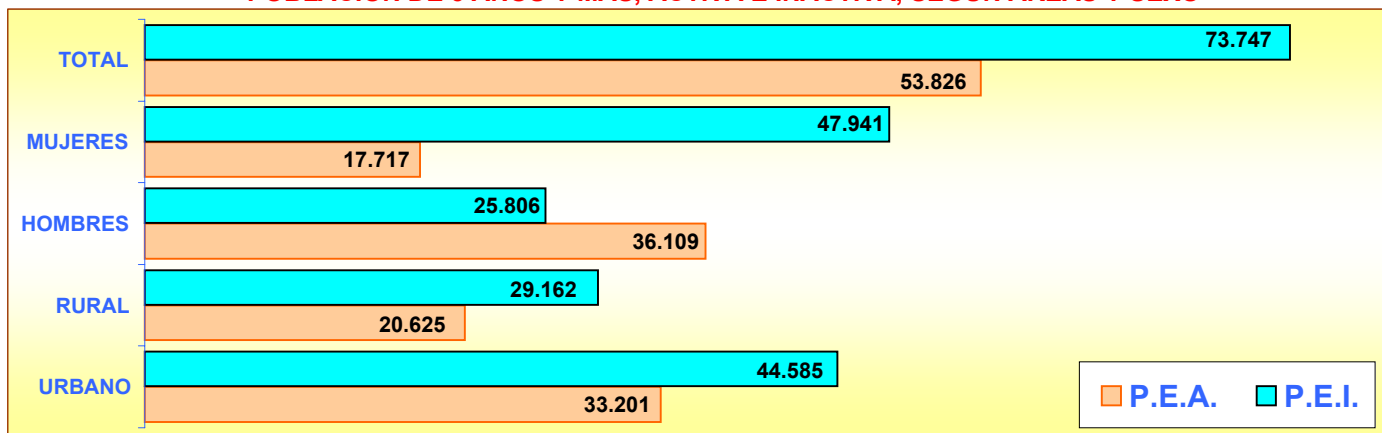 TOTAL
73.747
53.826
MUJERES
47.941
17.717
HOMBRES
25.806
36.109
RURAL
29.162
20.625
URBANO
44.585
33.201
P.E.A. P.E.I.